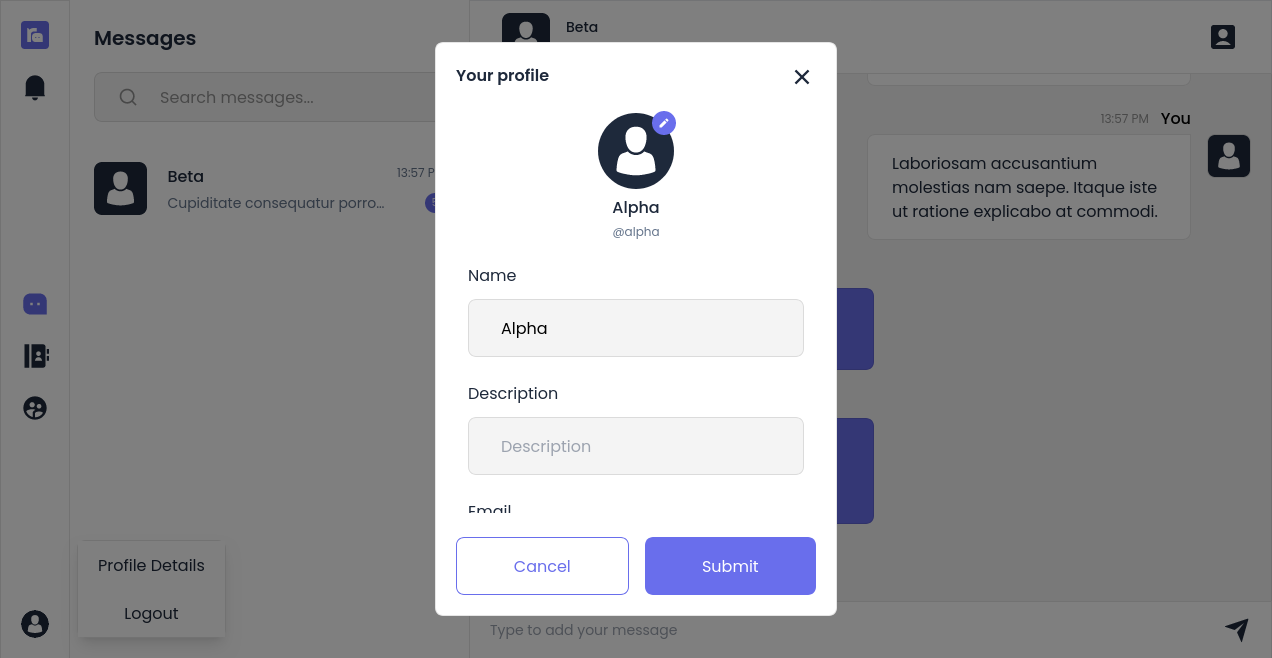 Messages
Search messages...
Beta
13:57 P
Cupiditate consequatur porro...
Profile Details
Logout
Beta
13:57 PM You
Laboriosam accusantium
molestias nam saepe. Itaque iste
ut ratione explicabo at commodi.
Type to add your message
Your profile
Alpha
@alpha
Name
Alpha
Description
Description
Email
Cancel
Submit